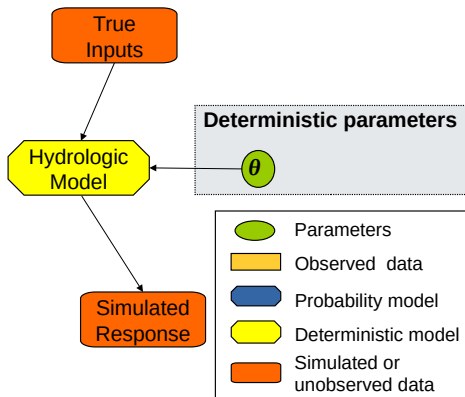 True
Inputs
Deterministic parameters
Hydrologic
Model
θ
Simulated
Response
Parameters
Observed data
Probability model
Deterministic model
Simulated or
unobserved data